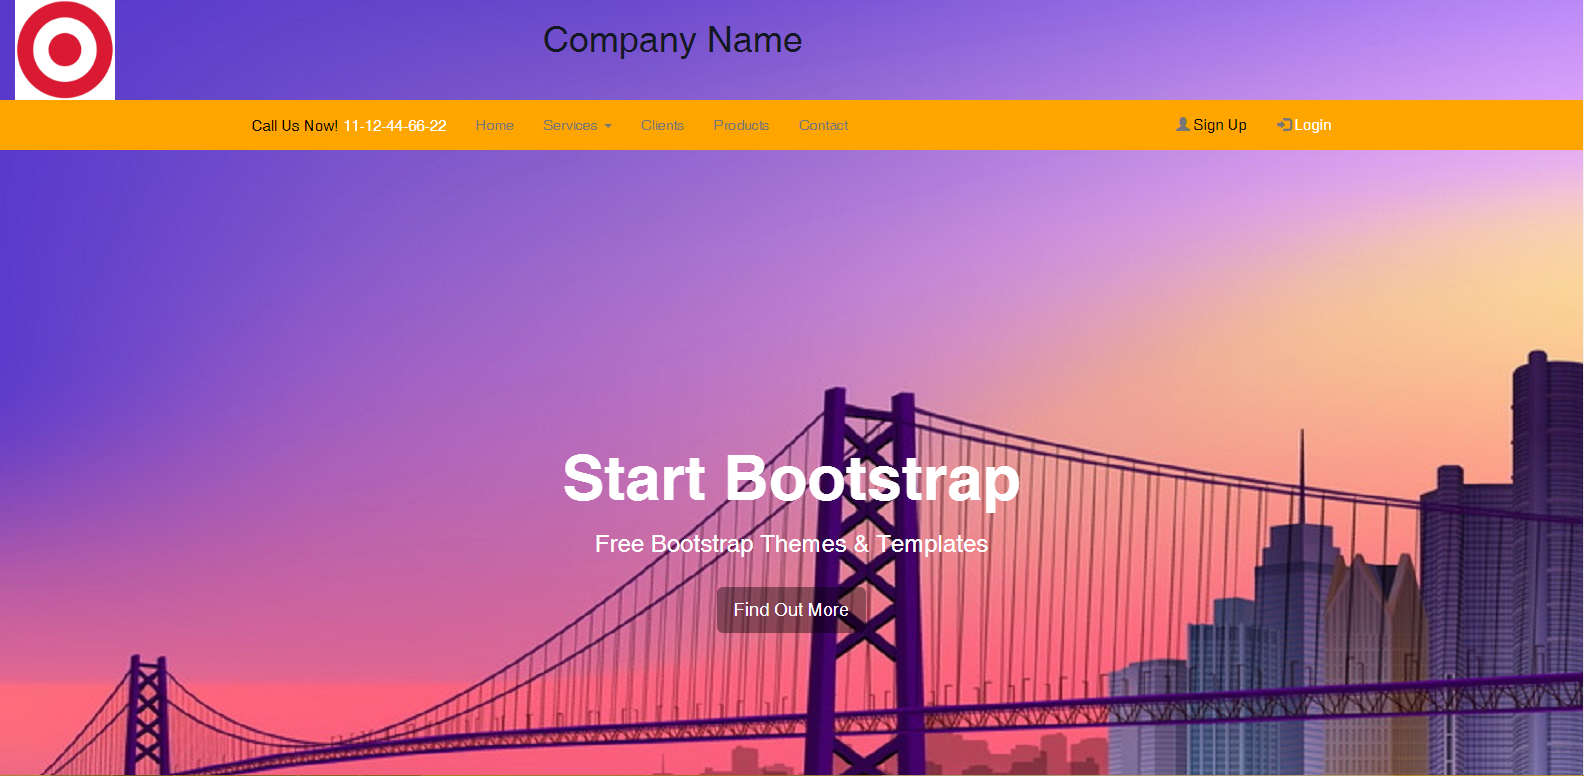 Company Name
Call Us Now! 11-12-44-66-22 Home Services Clients Products Contact Sign Up Login
Start Bootstrap
Free Bootstrap Themes & Templates
Find Out More